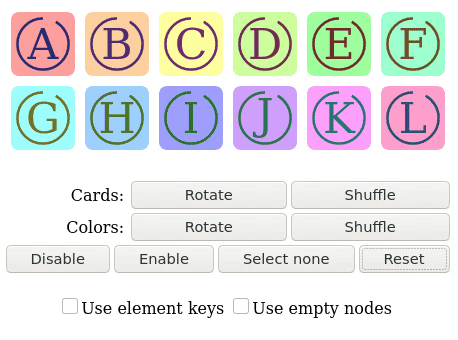 A B C D E F
G H I J K L
Cards: Rotate Shuffle
Colors: Rotate Shuffle
Disable Enable Select none Reset
Use element keys Use empty nodes